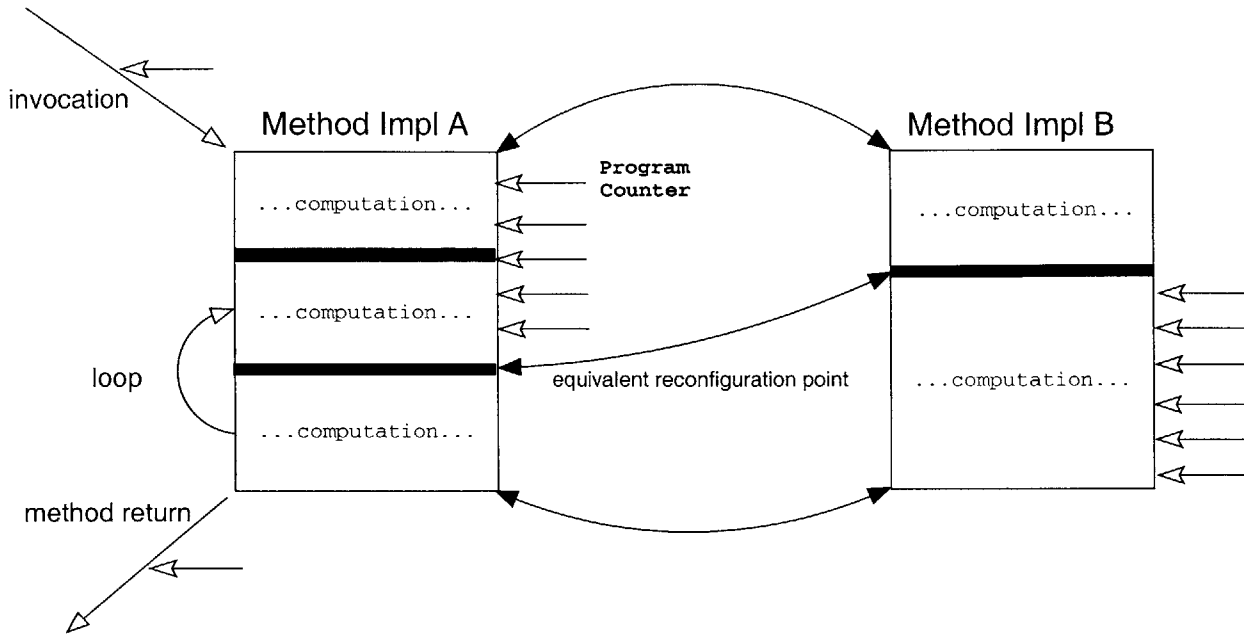 invocation
Method Impl A
Method Impl B
Program
Counter
...computation...
...computation...
...computation...
...computation...
...computation...
loop
equivalent reconfiguration point
method return